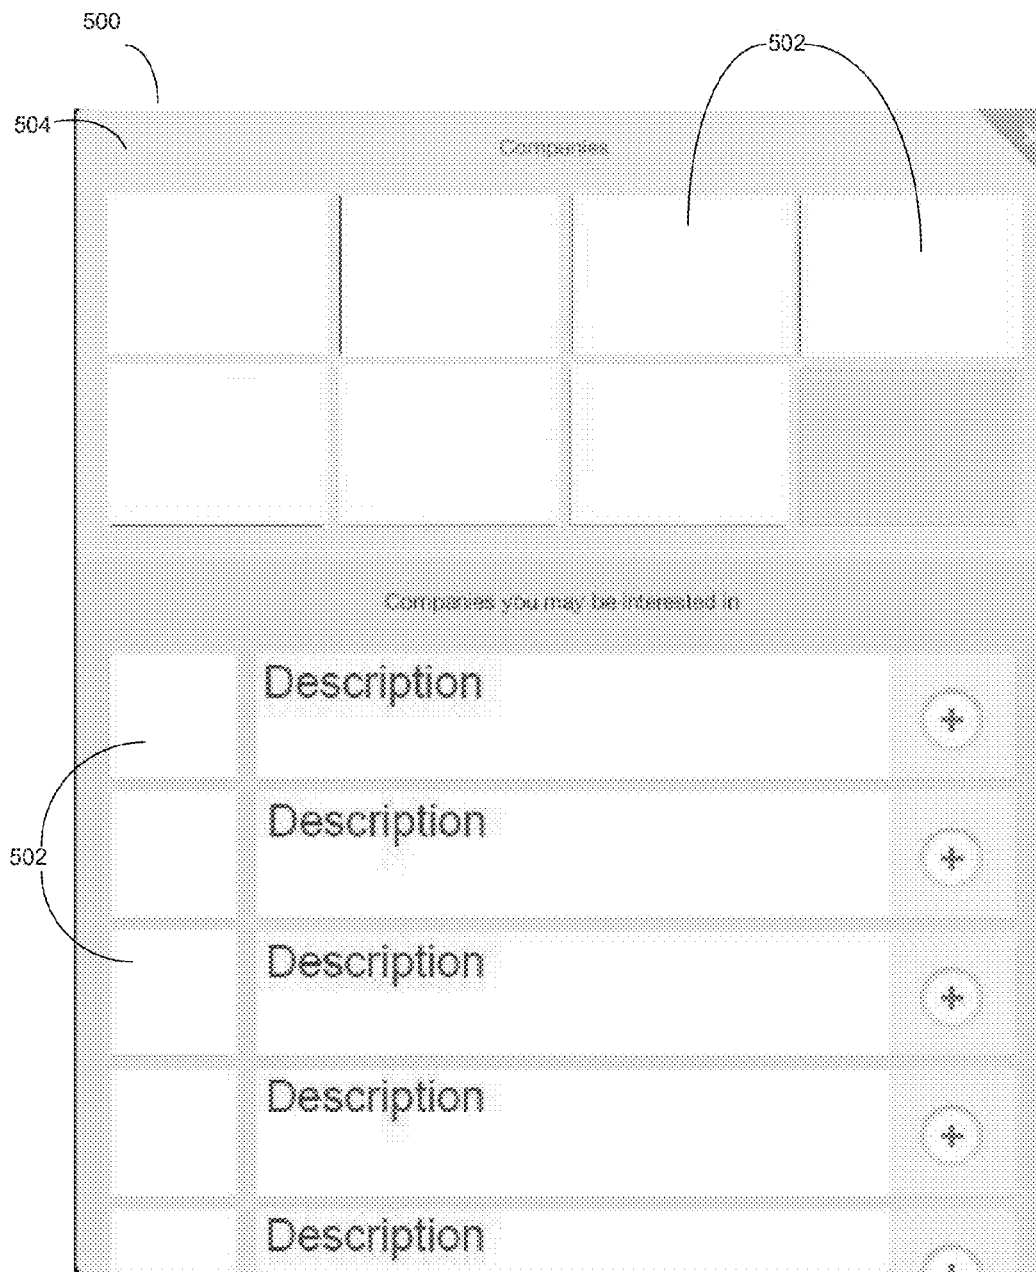 500
502
504
Companies
Companies you may be interested in
Description
+
Description
+
502
Description
+
Description
+
Description
+